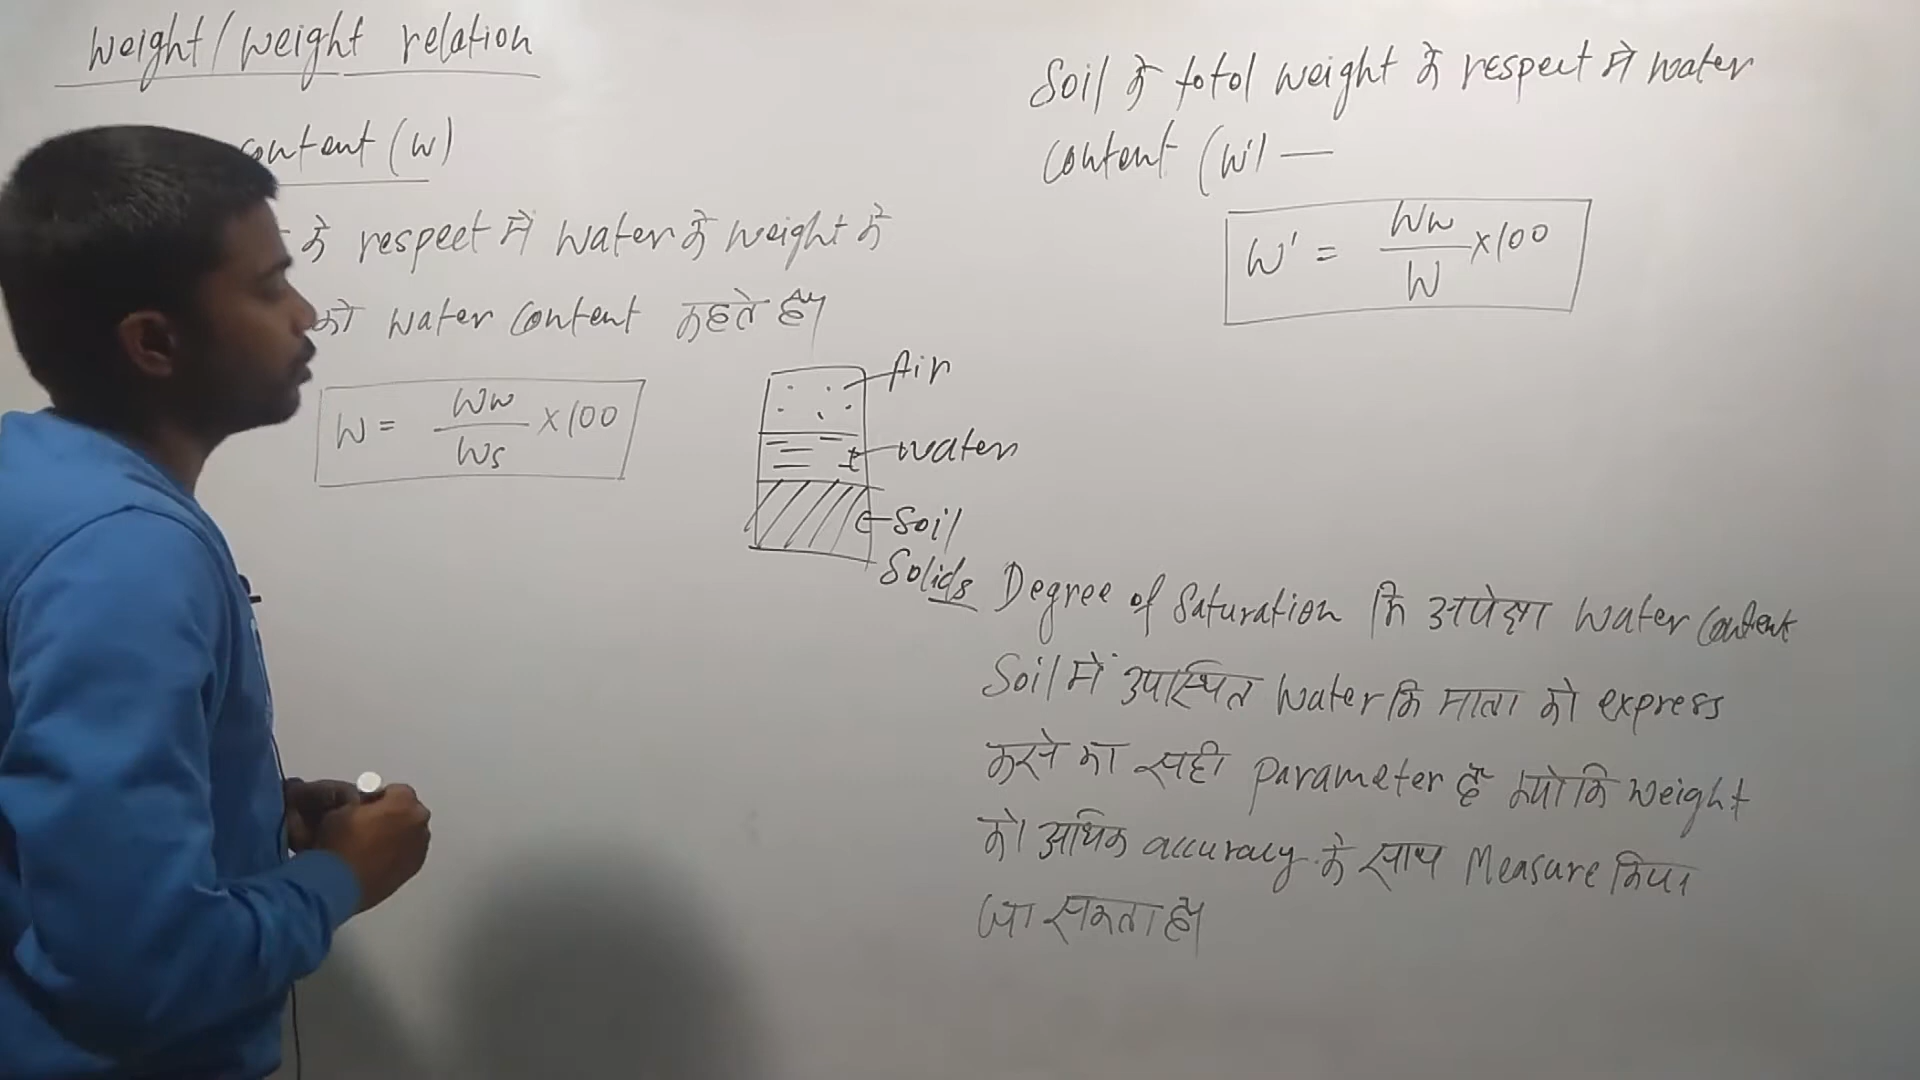 Weight/Weight relation
content (w)
के respect में water के weight के
को water content कहते है।
W = Ww/Ws ×100
Air
water
Soil
Solids
Soil के total weight के respect में water
content (w') —
W' = Ww/W ×100
Degree of Saturation कि अपेक्षा water content
Soil में उपस्थित water कि मात्रा को express
करने का सही parameter है क्योकि weight
को अधिक accuracy के साथ Measure किया
जा सकता है।